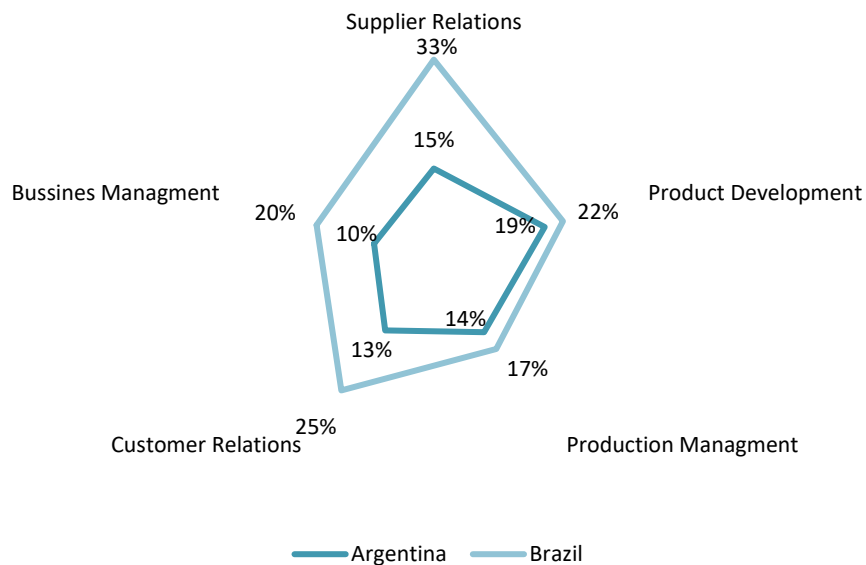 Supplier Relations
33%
15%
Bussines Managment
Product Development
20%
22%
10%
19%
14%
13%
17%
25%
Customer Relations
Production Managment
Argentina
Brazil